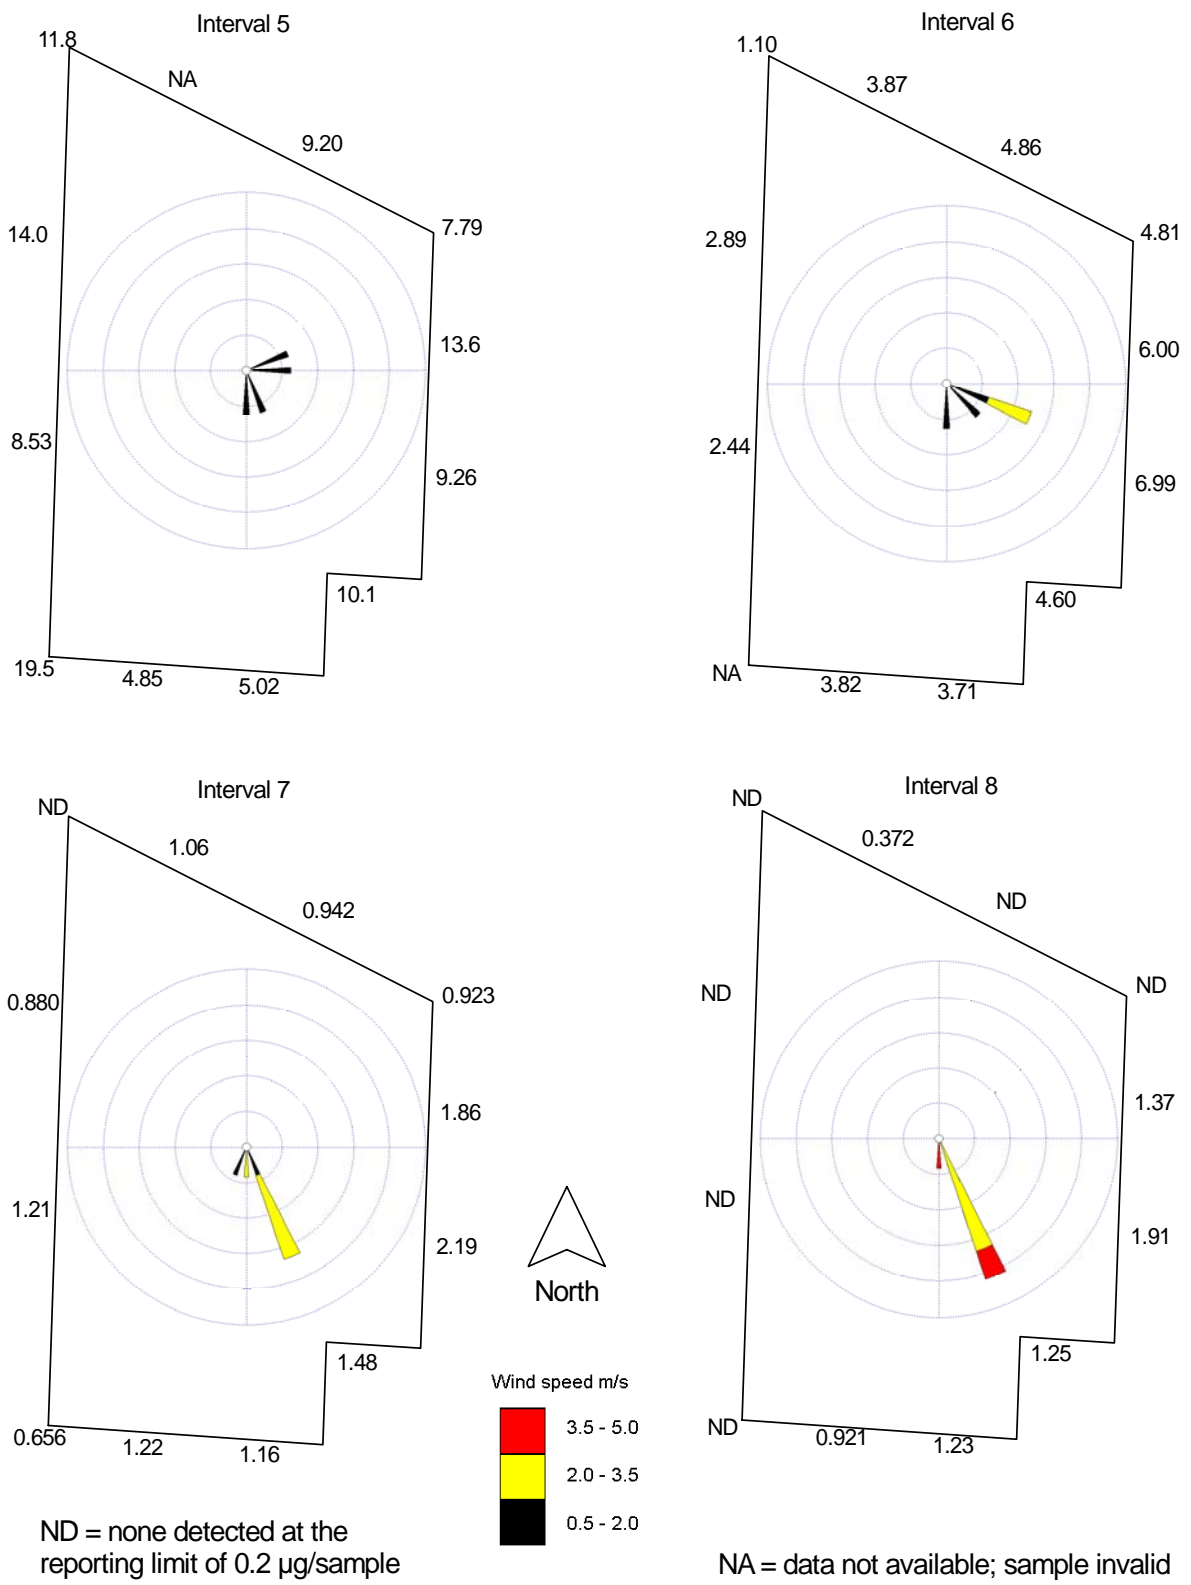 Interval 5
11.8
NA
9.20
14.0
7.79
13.6
8.53
9.26
10.1
19.5
4.85
5.02
Interval 6
1.10
3.87
4.86
2.89
4.81
6.00
2.44
6.99
4.60
NA
3.82
3.71
Interval 7
ND
1.06
0.942
0.880
0.923
1.86
1.21
2.19
1.48
0.656
1.22
1.16
Interval 8
ND
0.372
ND
ND
ND
1.37
ND
1.91
1.25
ND
0.921
1.23
North
Wind speed m/s
3.5 - 5.0
2.0 - 3.5
0.5 - 2.0
ND = none detected at the
reporting limit of 0.2 µg/sample
NA = data not available; sample invalid